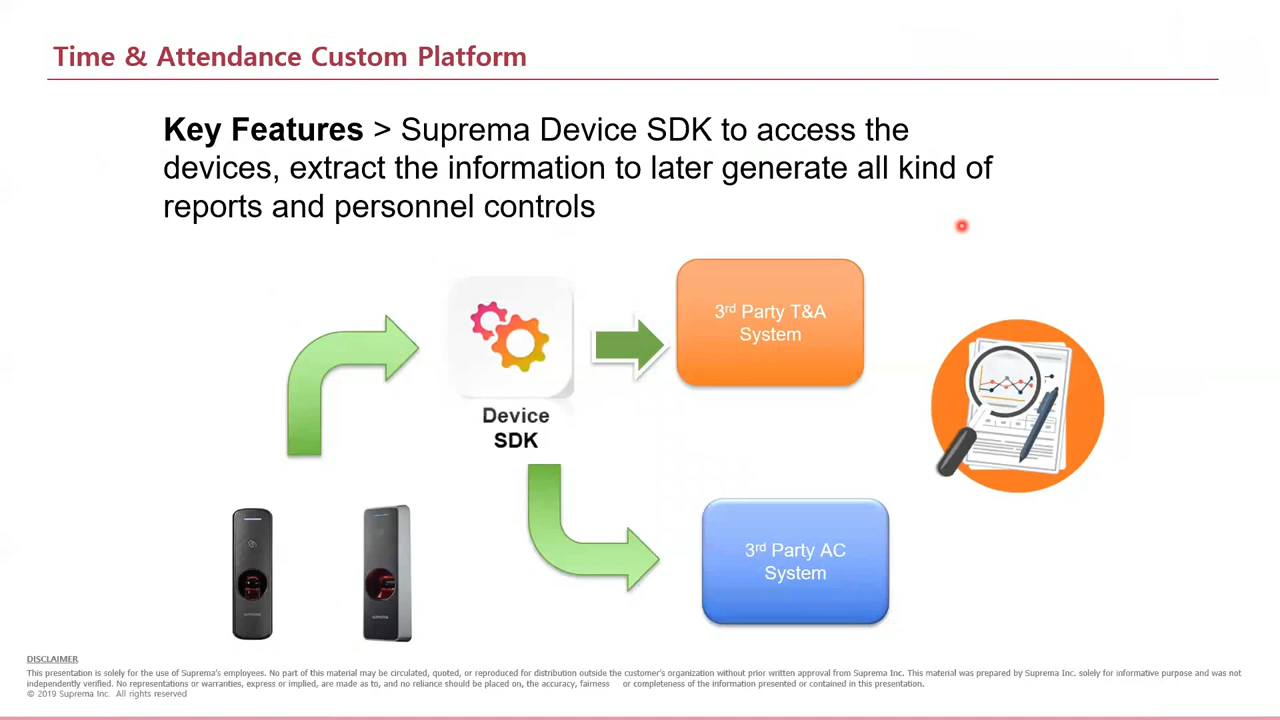 Time & Attendance Custom Platform
Key Features > Suprema Device SDK to access the
devices, extract the information to later generate all kind of
reports and personnel controls
3rd Party T&A
System
Device
SDK
3rd Party AC
System
DISCLAIMER
This presentation is solely for the use of Suprema's employees. No part of this material may be circulated, quoted, or reproduced for distribution outside the customer's organization without prior written approval from Suprema Inc. This material was prepared by Suprema Inc. solely for informative purpose and was not
independently verified. No representations or warranties, express or implied, are made as to, and no reliance should be placed on, the accuracy, fairness or completeness of the information presented or contained in this presentation.
© 2019 Suprema Inc. All rights reserved